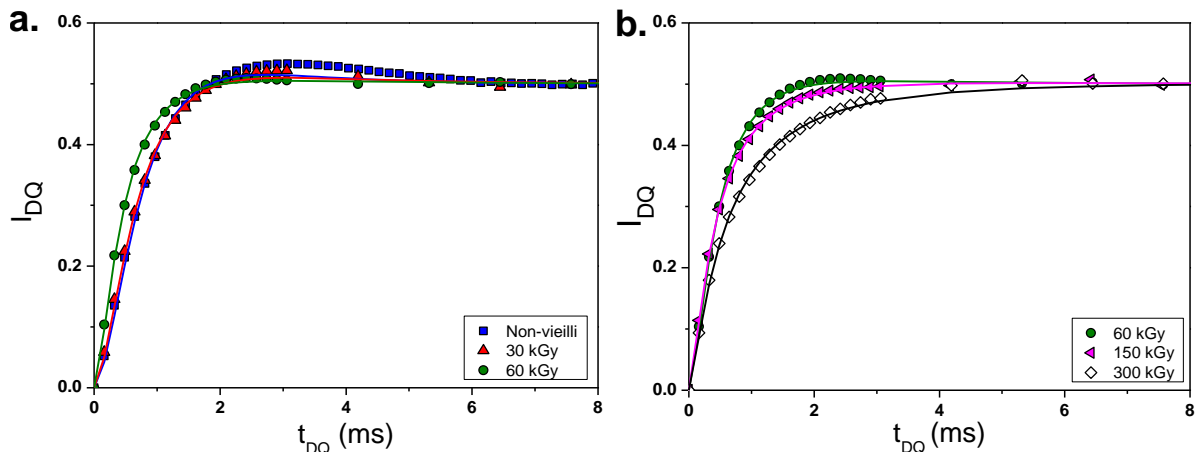 a.
0.6
0.4
0.2
0.0
I_DQ
0
2
4
6
8
t_DQ (ms)
Non-vieilli
30 kGy
60 kGy
b.
0.6
0.4
0.2
0.0
I_DQ
0
2
4
6
8
t_DQ (ms)
60 kGy
150 kGy
300 kGy